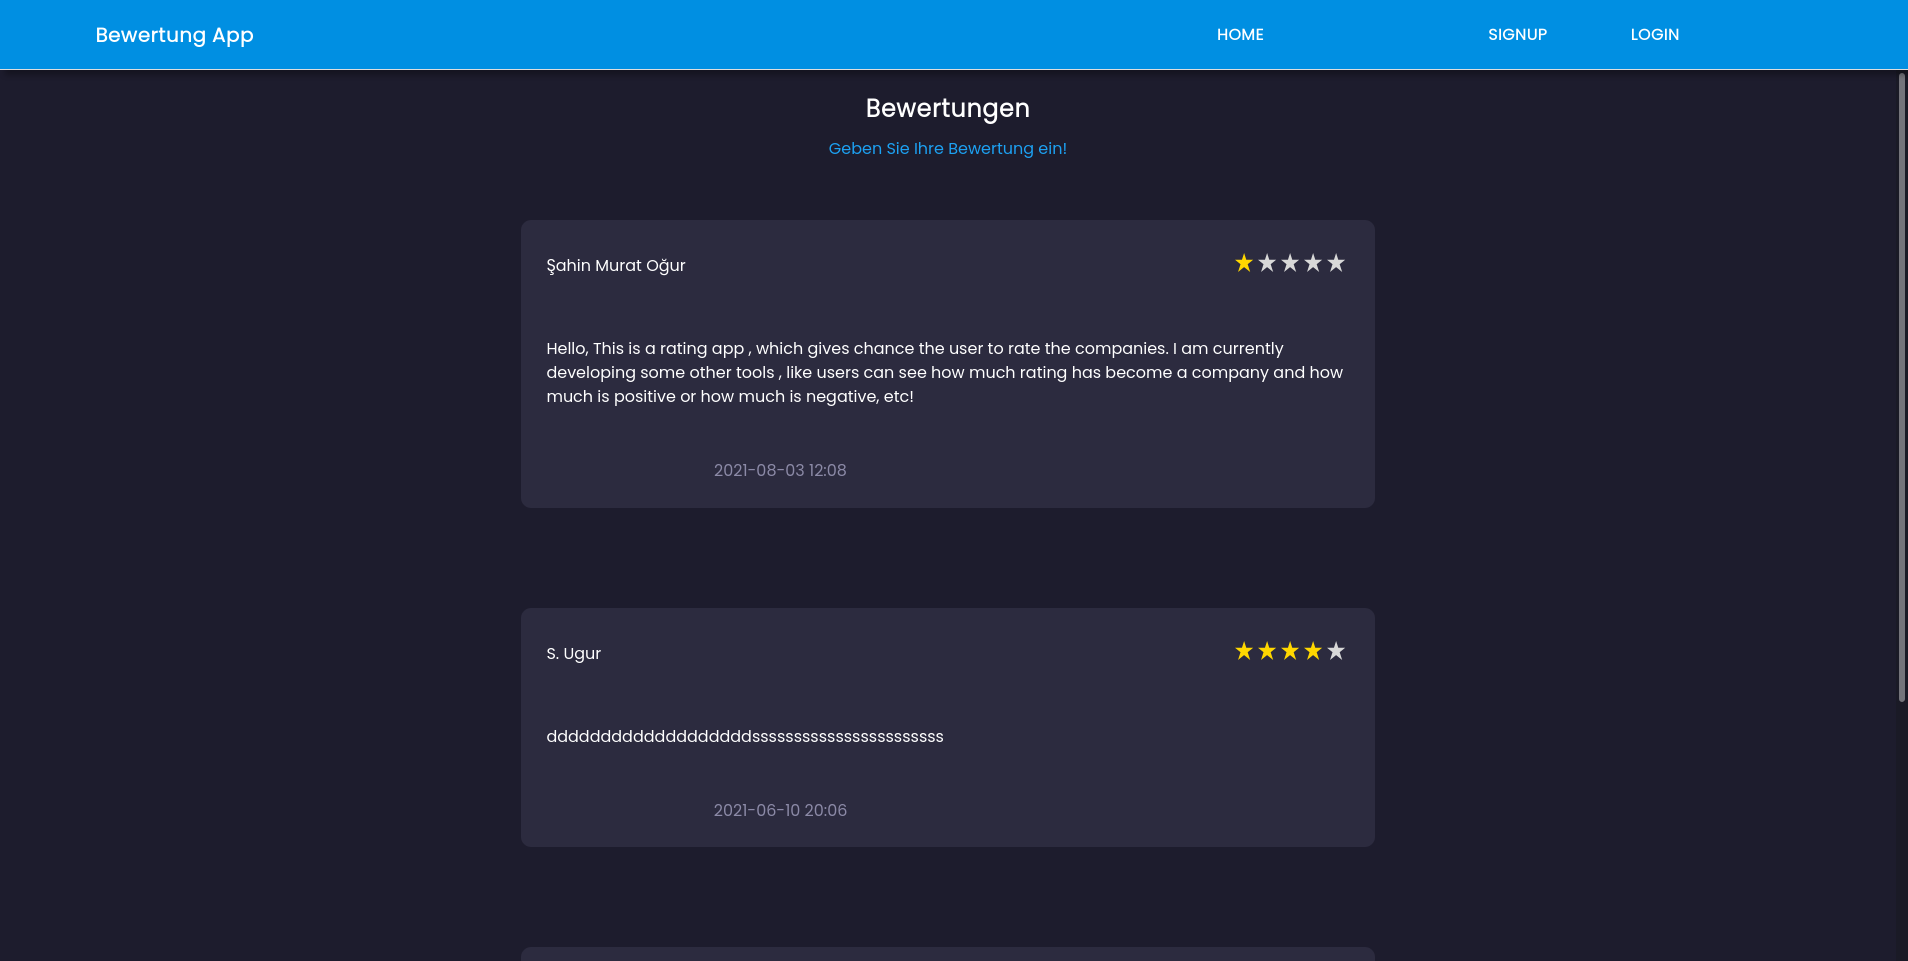 Bewertung App
HOME
SIGNUP
LOGIN
Bewertungen
Geben Sie Ihre Bewertung ein!
Şahin Murat Oğur
Hello, This is a rating app , which gives chance the user to rate the companies. I am currently
developing some other tools , like users can see how much rating has become a company and how
much is positive or how much is negative, etc!
2021-08-03 12:08
S. Ugur
dddddddddddddddddddsssssssssssssssssssssss
2021-06-10 20:06